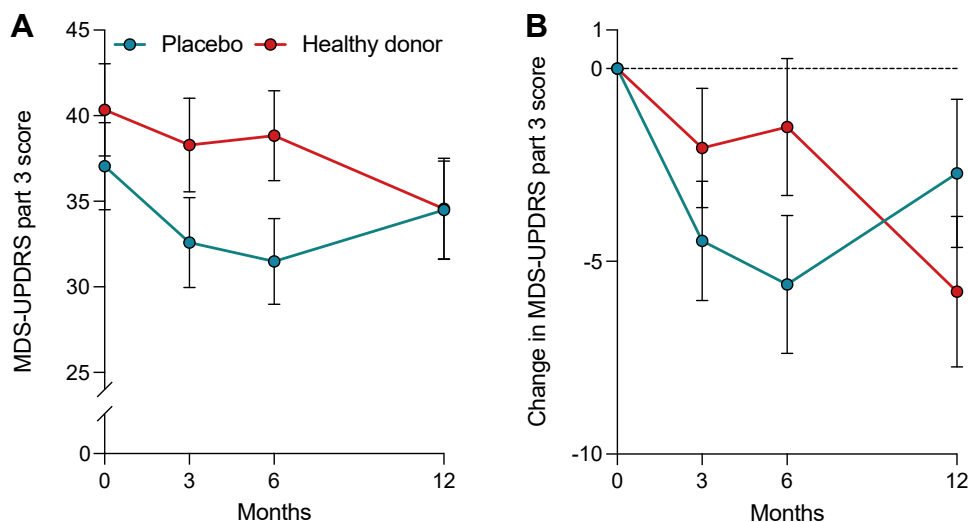 A
Placebo Healthy donor
MDS-UPDRS part 3 score
45
40
35
30
25
0
0 3 6 12
Months
B
Change in MDS-UPDRS part 3 score
1
0
-5
-10
0 3 6 12
Months